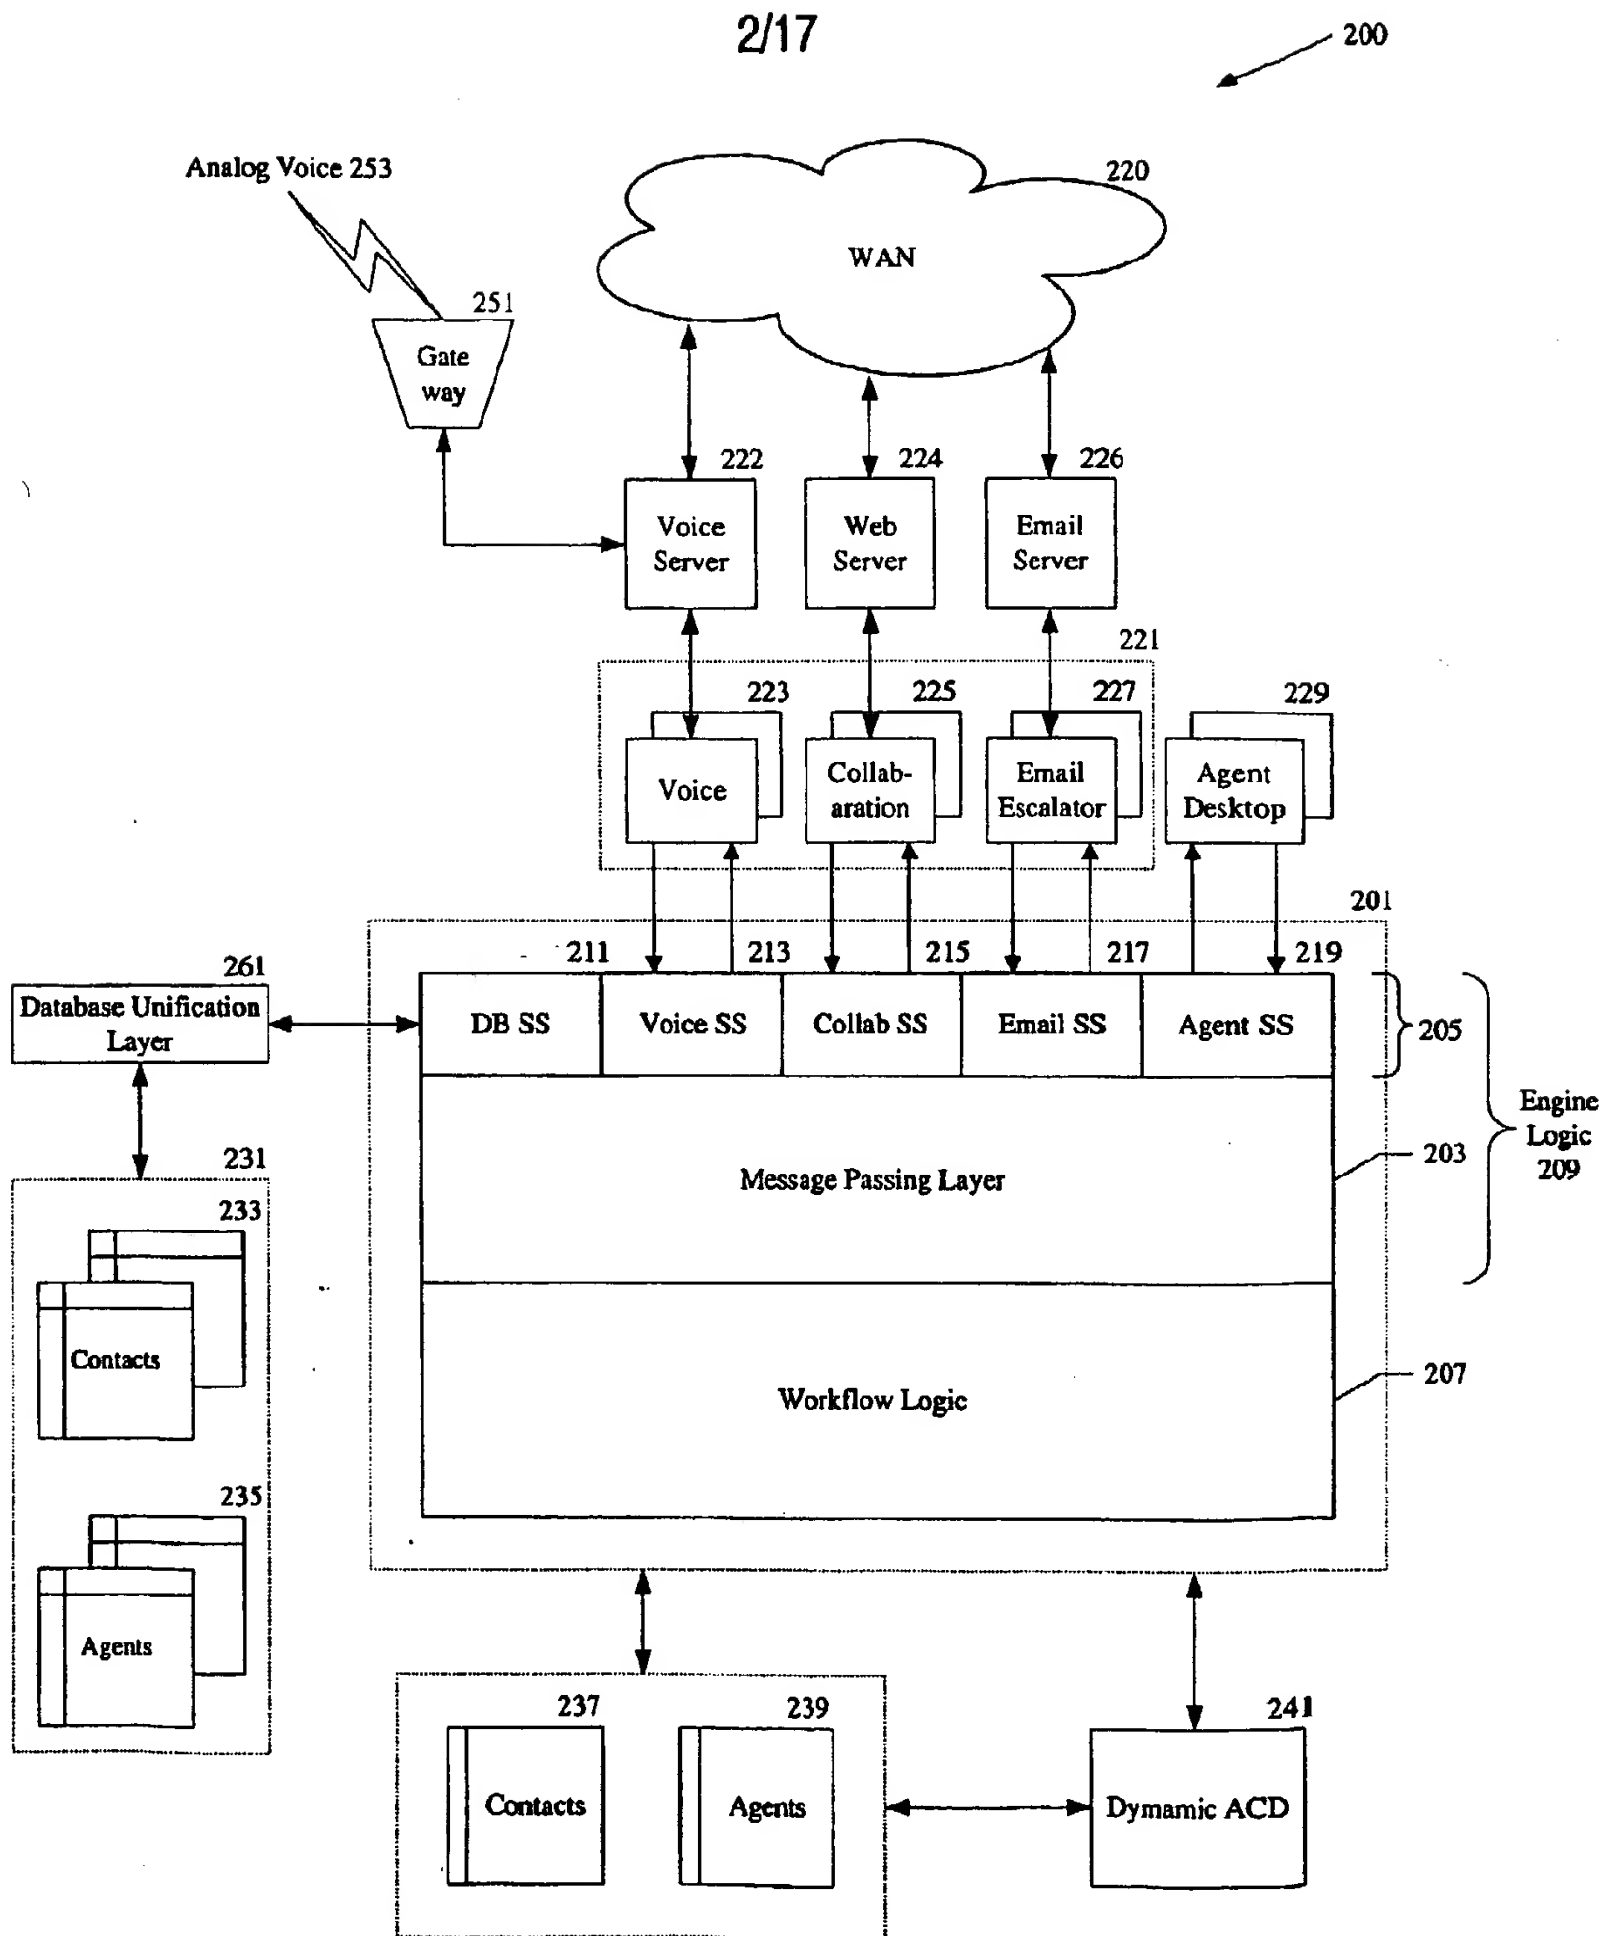 2/17
200
Analog Voice 253
220
WAN
251
Gate
way
222
224
226
Voice
Server
Web
Server
Email
Server
221
223
225
227
229
Voice
Collab-
aration
Email
Escalator
Agent
Desktop
201
211
213
215
217
219
261
Database Unification
Layer
DB SS
Voice SS
Collab SS
Email SS
Agent SS
205
Engine
Logic
209
Message Passing Layer
203
231
233
Contacts
Workflow Logic
207
235
Agents
237
239
241
Contacts
Agents
Dymamic ACD